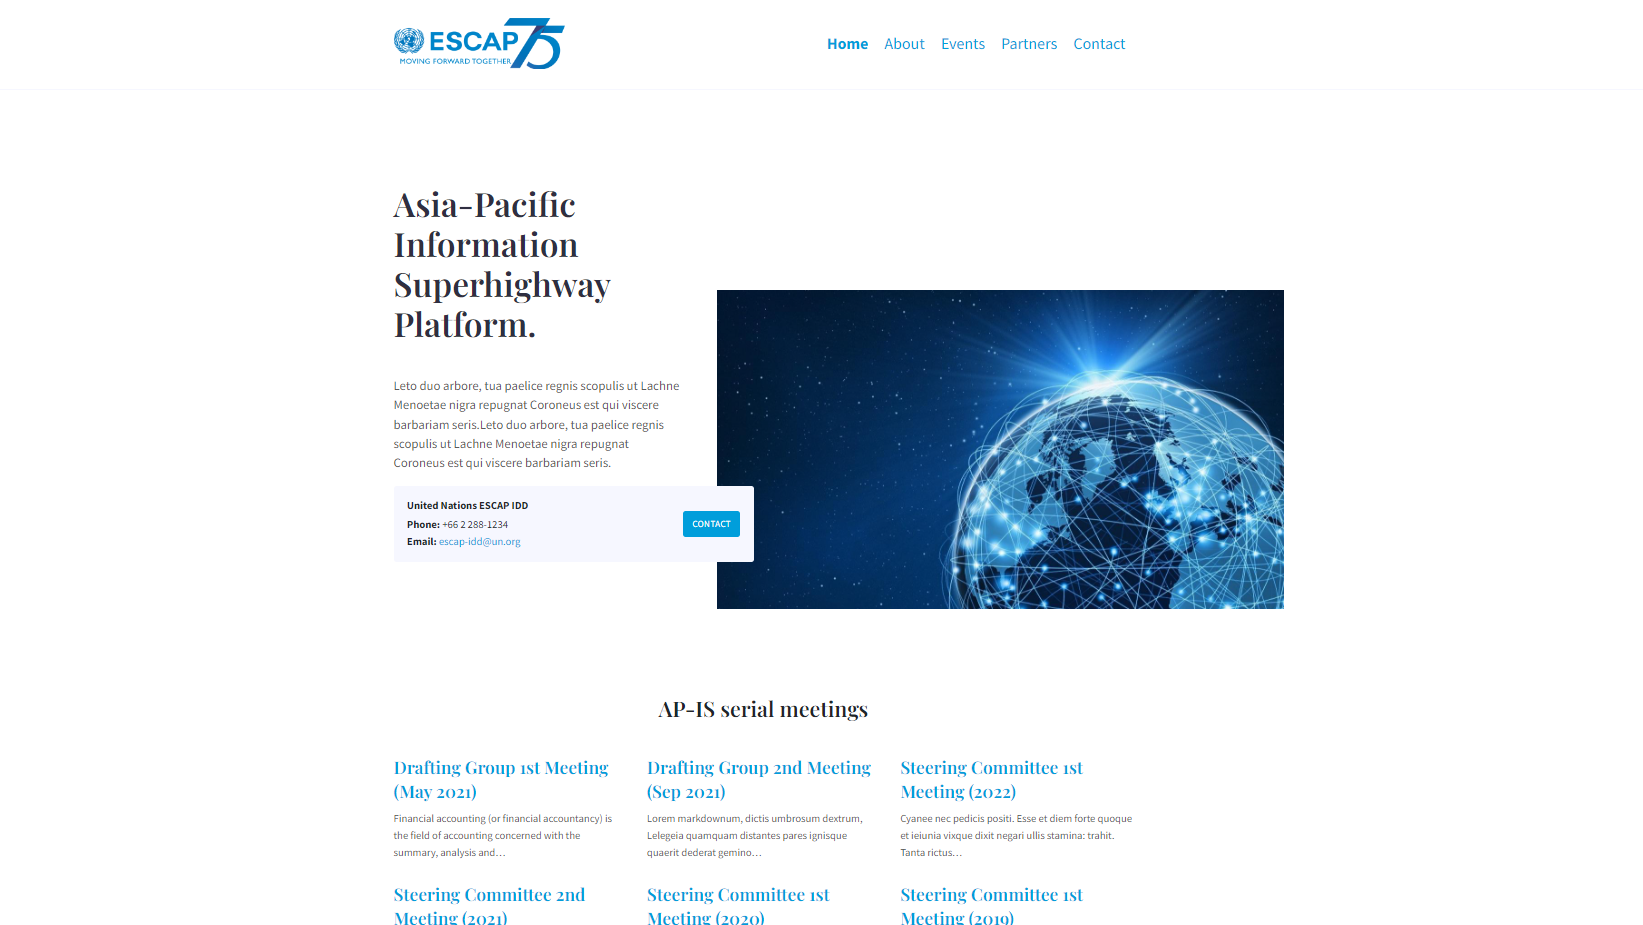 ESCAP 75
MOVING FORWARD TOGETHER
Home About Events Partners Contact
Asia-Pacific
Information
Superhighway
Platform.
Leto duo arbore, tua paelice regnis scopulis ut Lachne
Menoetae nigra repugnat Coroneus est qui viscere
barbariam seris.Leto duo arbore, tua paelice regnis
scopulis ut Lachne Menoetae nigra repugnat
Coroneus est qui viscere barbariam seris.
United Nations ESCAP IDD
Phone: +66 2 288-1234
Email: escap-idd@un.org
CONTACT
AP-IS serial meetings
Drafting Group 1st Meeting
(May 2021)
Financial accounting (or financial accountancy) is
the field of accounting concerned with the
summary, analysis and…
Drafting Group 2nd Meeting
(Sep 2021)
Lorem markdownum, dictis umbrosum dextrum,
Lelegeia quamquam distantes pares ignisque
quaerit dederat gemino…
Steering Committee 1st
Meeting (2022)
Cyanee nec pedicis positi. Esse et diem forte quoque
et ieiunia vixque dixit negari ullis stamina: trahit.
Tanta rictus…
Steering Committee 2nd
Meeting (2021)
Steering Committee 1st
Meeting (2020)
Steering Committee 1st
Meeting (2019)